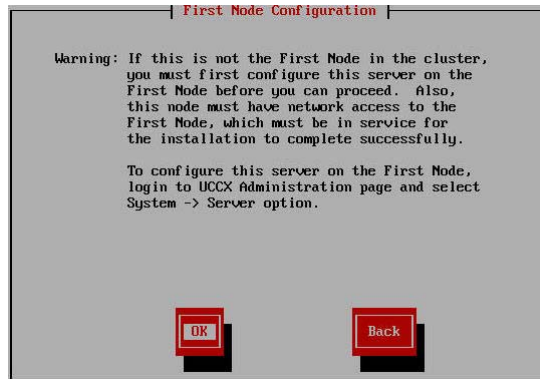 First Node Configuration
Warning: If this is not the First Node in the cluster,
you must first configure this server on the
First Node before you can proceed. Also,
this node must have network access to the
First Node, which must be in service for
the installation to complete successfully.
To configure this server on the First Node,
login to UCCX Administration page and select
System -> Server option.
OK
Back